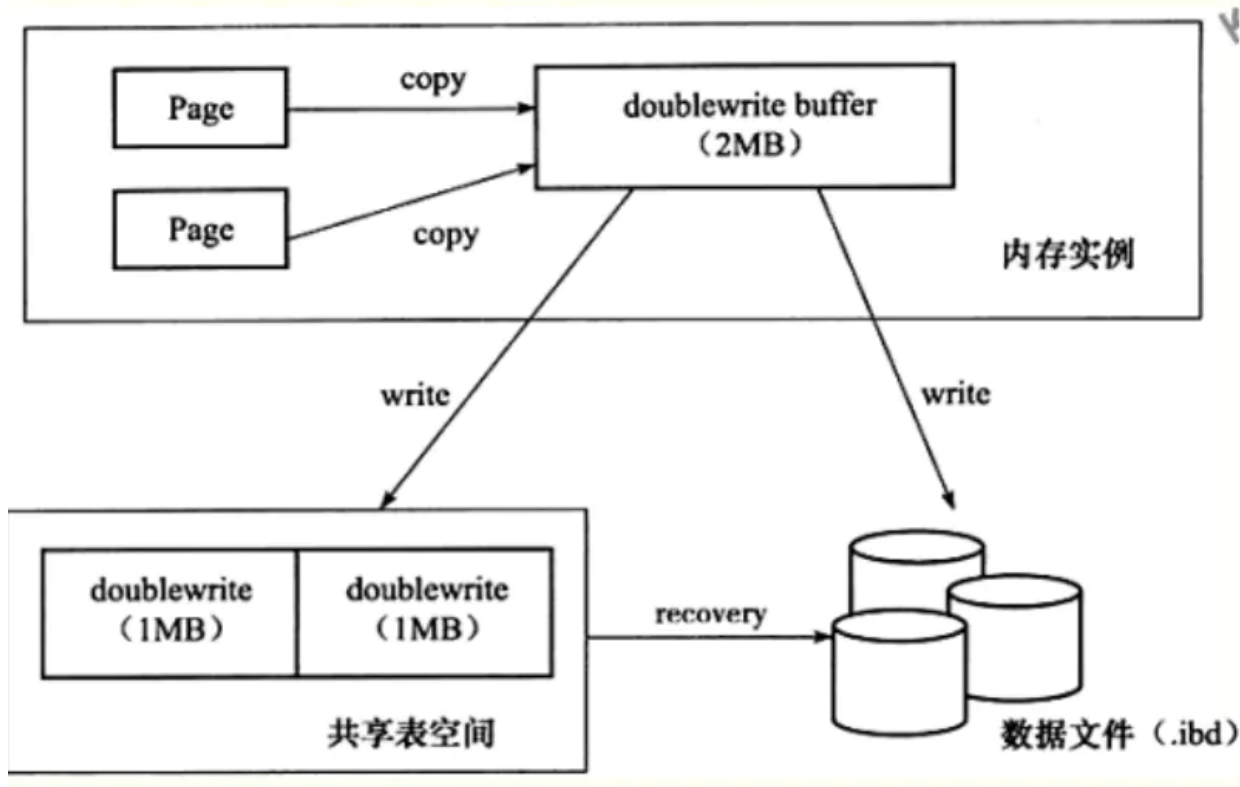 Page
copy
doublewrite buffer
（2MB）
Page
copy
内存实例
write
write
doublewrite
（1MB）
doublewrite
（1MB）
recovery
共享表空间
数据文件（.ibd）